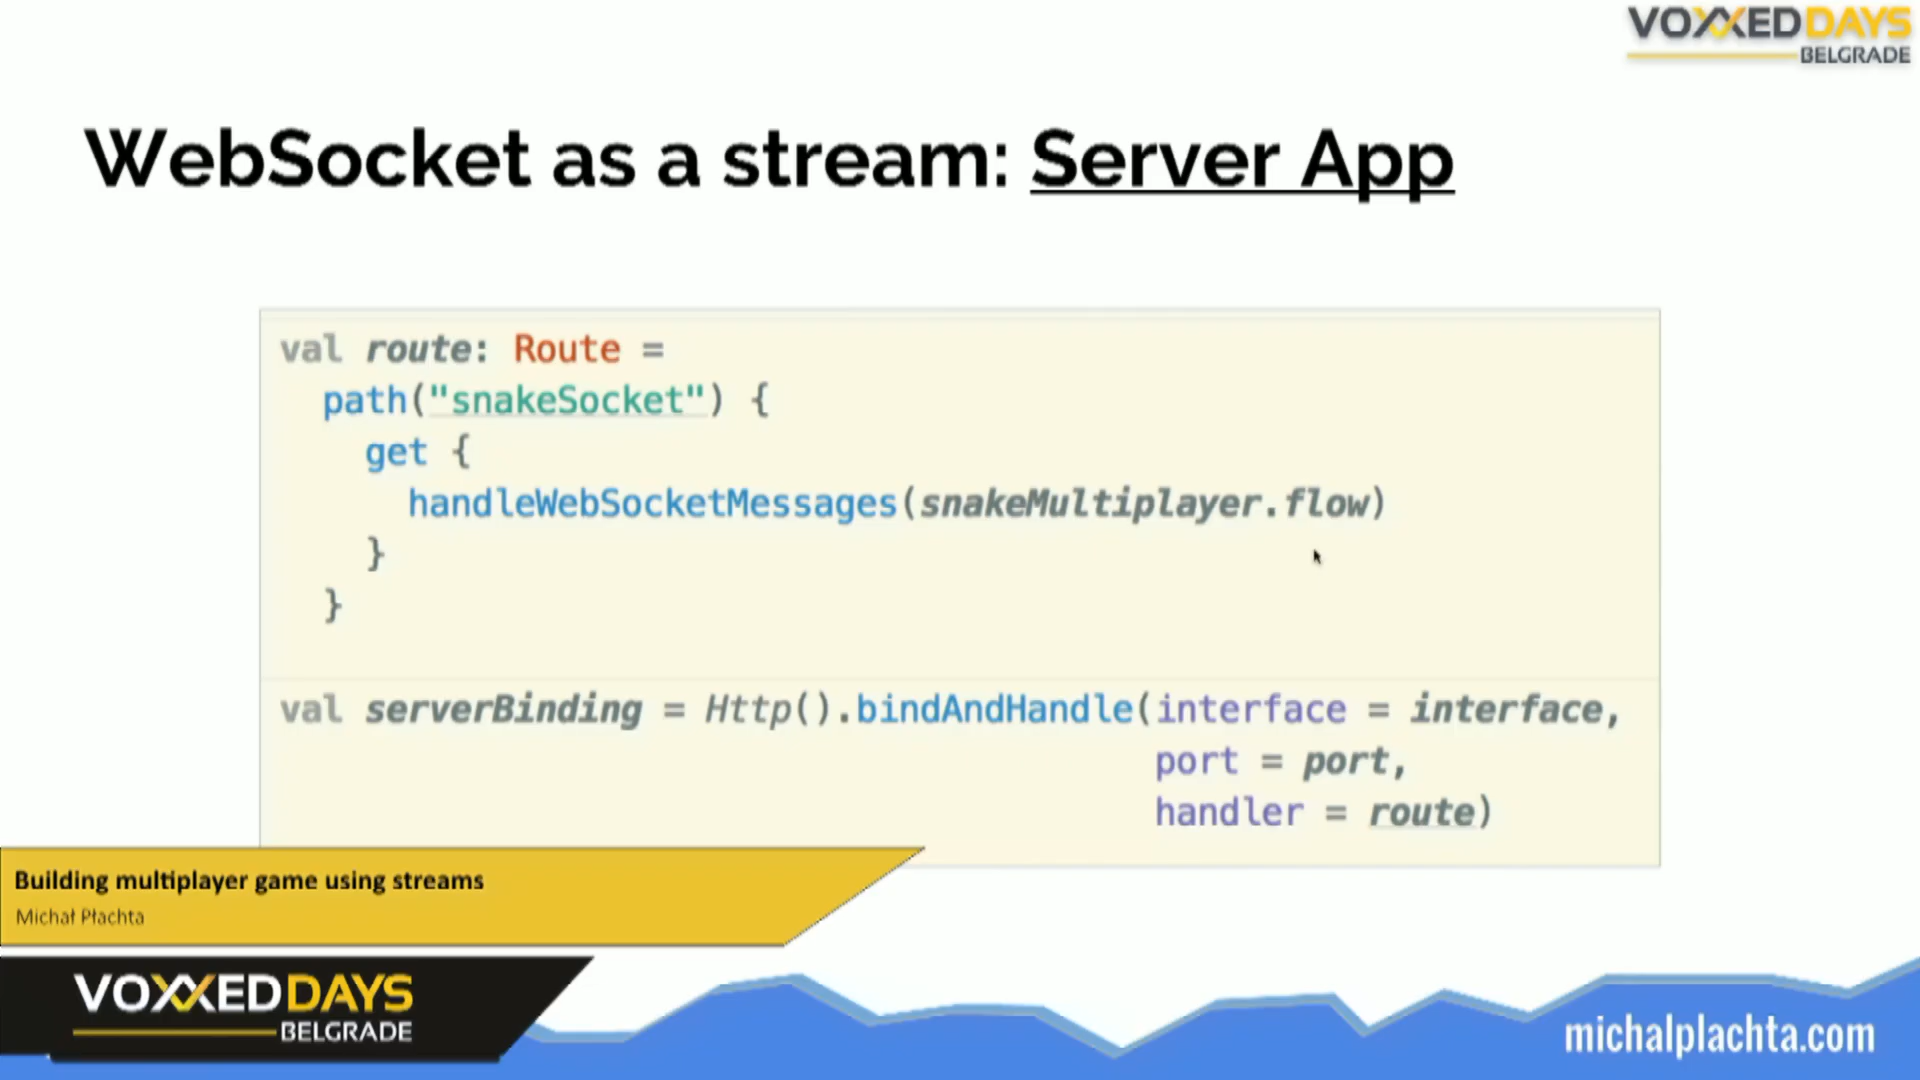 VOXXEDDAYS
BELGRADE
WebSocket as a stream: Server App
val route: Route =
path("snakeSocket") {
get {
handleWebSocketMessages(snakeMultiplayer.flow)
}
}
val serverBinding = Http().bindAndHandle(interface = interface,
port = port,
handler = route)
Building multiplayer game using streams
Michał Płachta
VOXXEDDAYS
BELGRADE
michalplachta.com